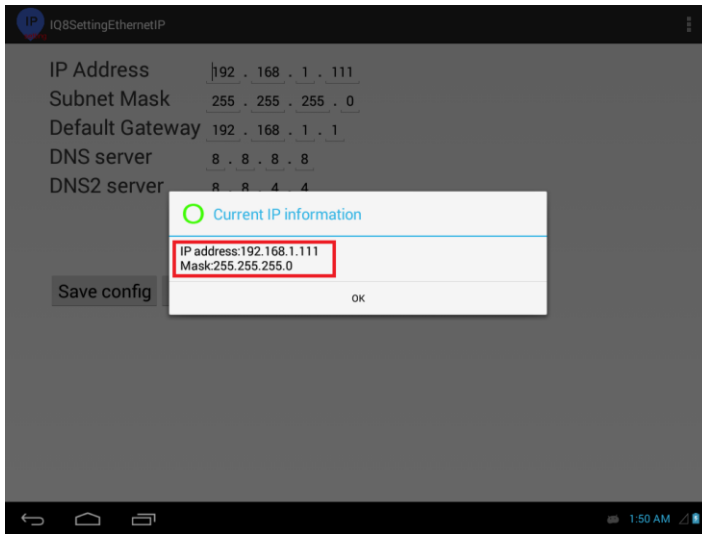 IP
IQ8SettingEthernetIP
IP Address 192 . 168 . 1 . 111
Subnet Mask 255 . 255 . 255 . 0
Default Gateway 192 . 168 . 1 . 1
DNS server 8 . 8 . 8 . 8
DNS2 server 8 . 8 . 4 . 4
Current IP information
IP address:192.168.1.111
Mask:255.255.255.0
OK
Save config
1:50 AM